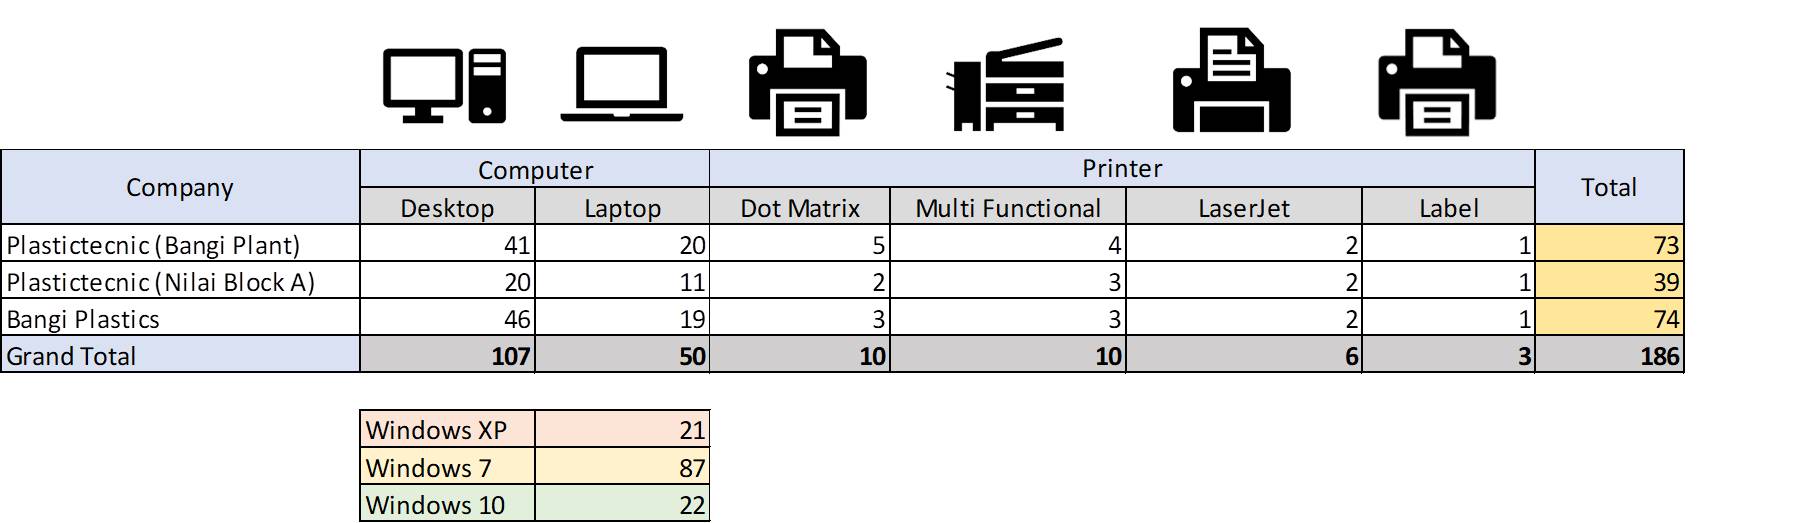 Company Computer Printer Total
Desktop Laptop Dot Matrix Multi Functional LaserJet Label
Plastictecnic (Bangi Plant) 41 20 5 4 2 1 73
Plastictecnic (Nilai Block A) 20 11 2 3 2 1 39
Bangi Plastics 46 19 3 3 2 1 74
Grand Total 107 50 10 10 6 3 186
Windows XP 21
Windows 7 87
Windows 10 22